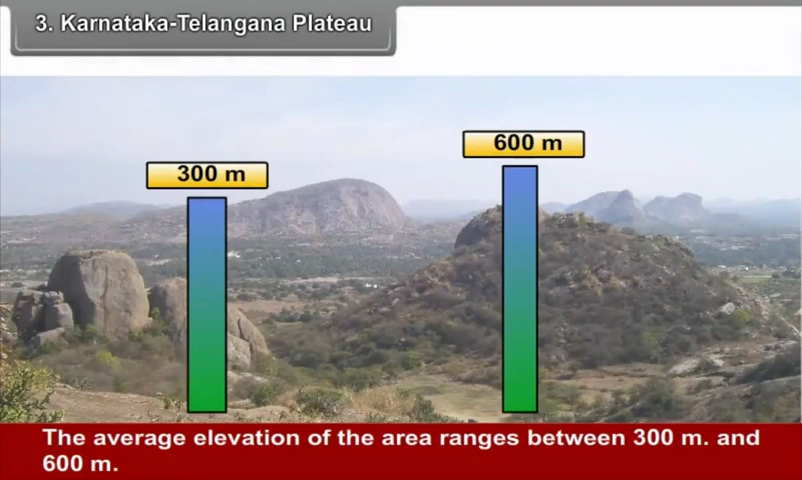 3. Karnataka-Telangana Plateau
600 m
300 m
The average elevation of the area ranges between 300 m. and
600 m.